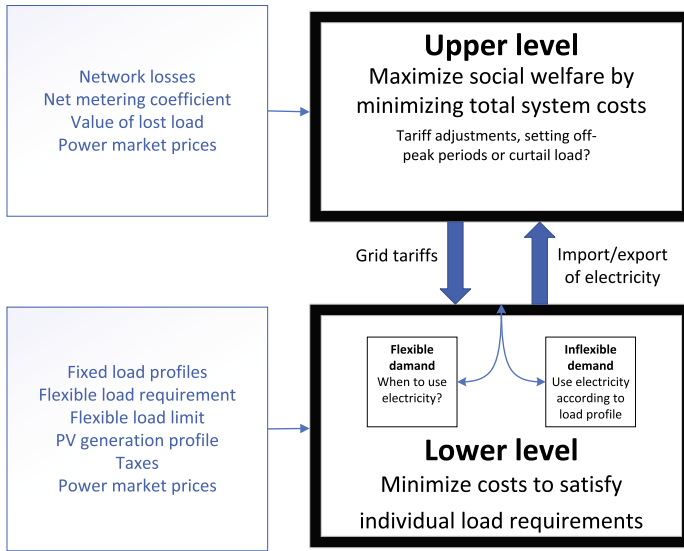 Network losses
Net metering coefficient
Value of lost load
Power market prices
Upper level
Maximize social welfare by
minimizing total system costs
Tariff adjustments, setting off-
peak periods or curtail load?
Grid tariffs
Import/export
of electricity
Fixed load profiles
Flexible load requirement
Flexible load limit
PV generation profile
Taxes
Power market prices
Flexible
demand
When to use
electricity?
Inflexible
demand
Use electricity
according to
load profile
Lower level
Minimize costs to satisfy
individual load requirements